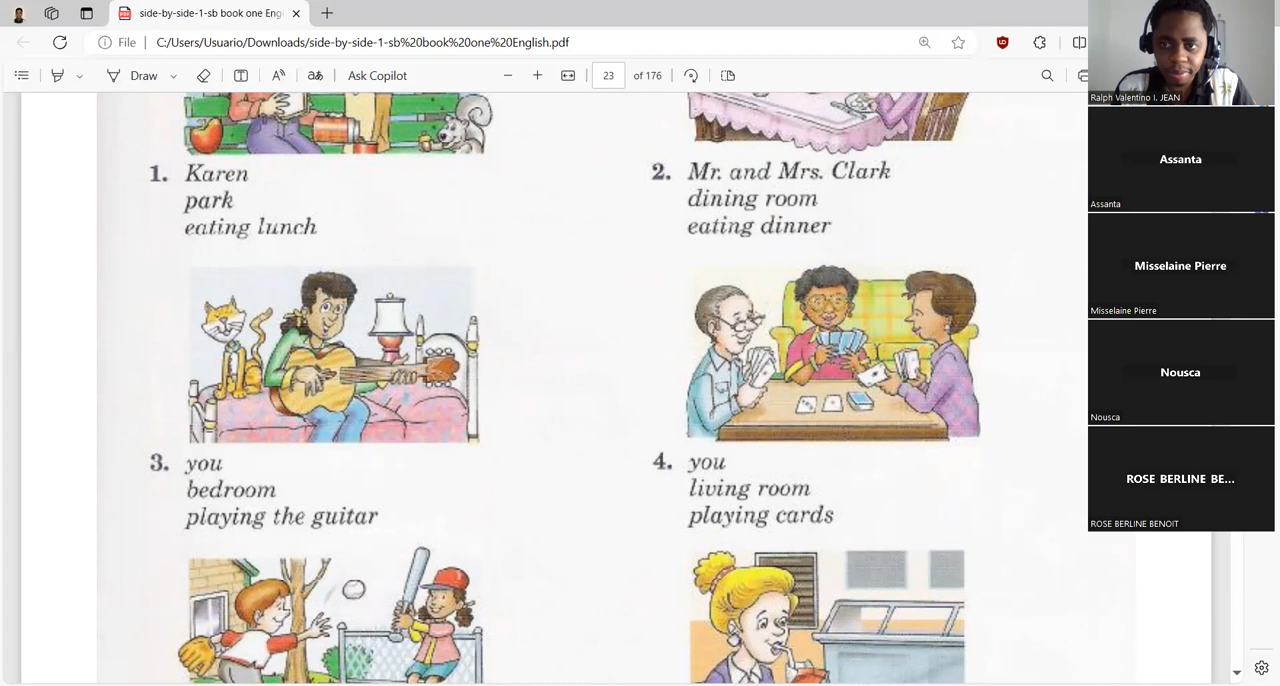 side-by-side-1-sb book one Eng
File
C:/Users/Usuario/Downloads/side-by-side-1-sb%20book%20one%20English.pdf
Draw
Ask Copilot
23
of 176
1. Karen
park
eating lunch
2. Mr. and Mrs. Clark
dining room
eating dinner
3. you
bedroom
playing the guitar
4. you
living room
playing cards
Ralph Valentino I. JEAN
Assanta
Assanta
Misselaine Pierre
Misselaine Pierre
Nousca
Nousca
ROSE BERLINE BE...
ROSE BERLINE BENOIT